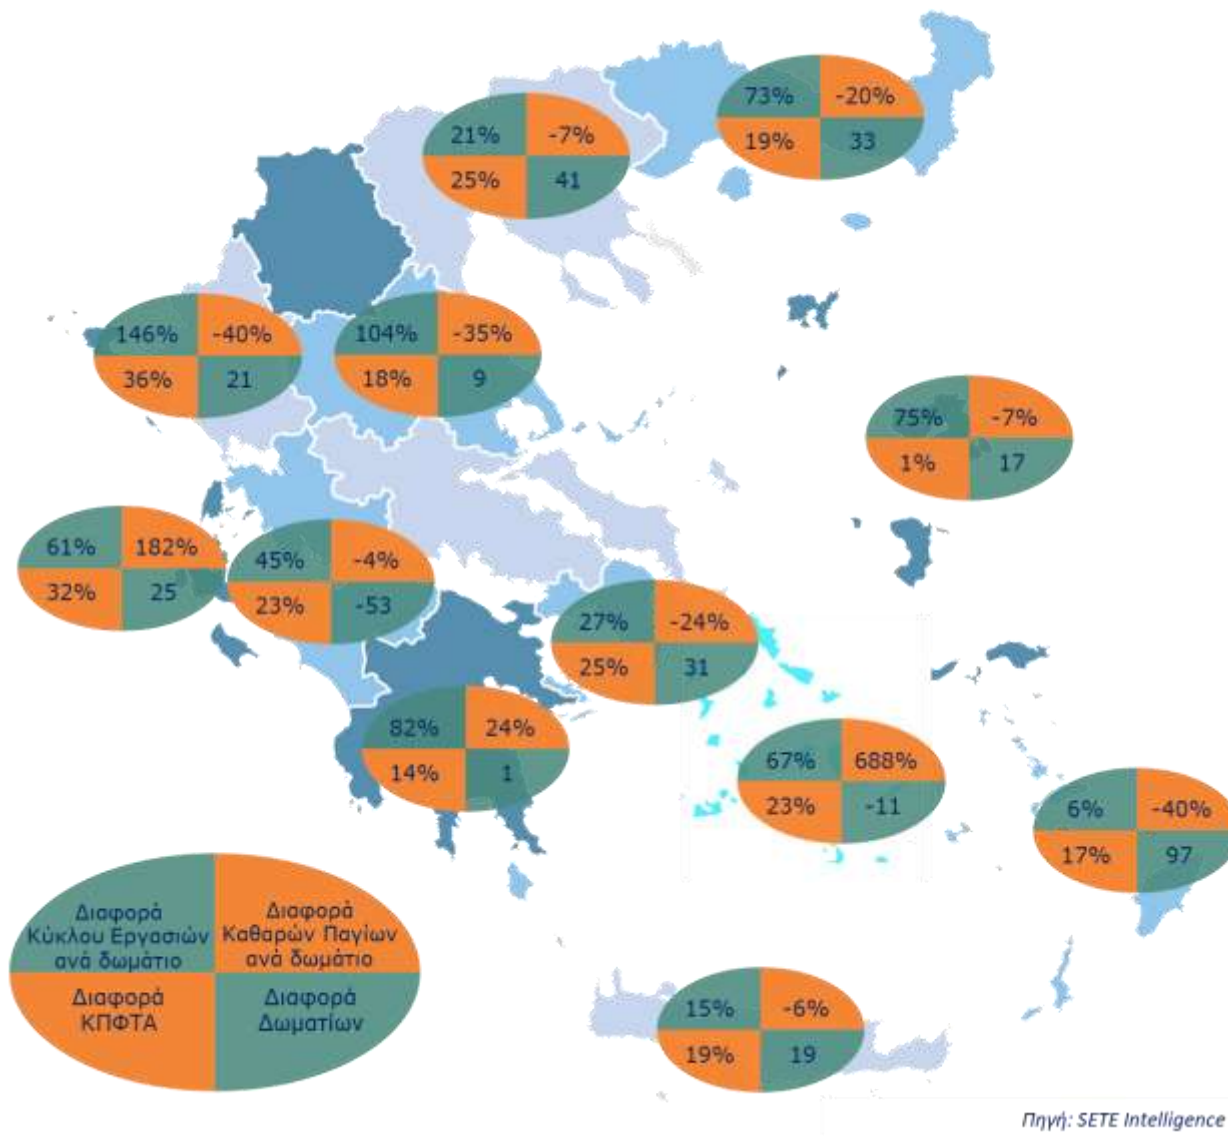 73% -20%
19% 33
21% -7%
25% 41
146% -40%
36% 21
104% -35%
18% 9
75% -7%
1% 17
61% 182%
32% 25
45% -4%
23% -53
27% -24%
25% 31
82% 24%
14% 1
67% 688%
23% -11
6% -40%
17% 97
Διαφορά
Κύκλου Εργασιών
ανά δωμάτιο
Διαφορά
Καθαρών Παγίων
ανά δωμάτιο
Διαφορά
ΚΠΦΤΑ
Διαφορά
Δωματίων
15% -6%
19% 19
Πηγή: SETE Intelligence